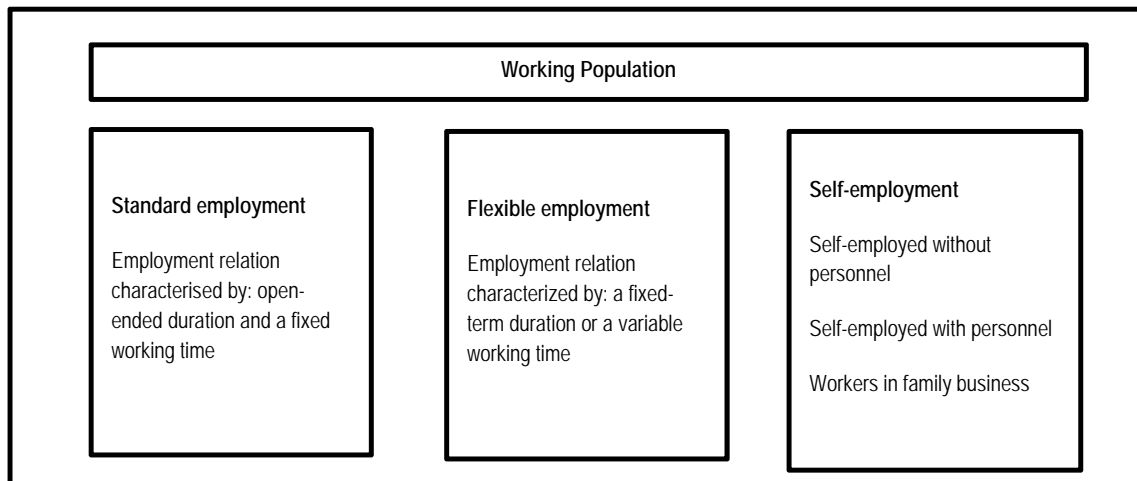 Working Population
Standard employment
Employment relation
characterised by: open-
ended duration and a fixed
working time
Flexible employment
Employment relation
characterized by: a fixed-
term duration or a variable
working time
Self-employment
Self-employed without
personnel
Self-employed with personnel
Workers in family business